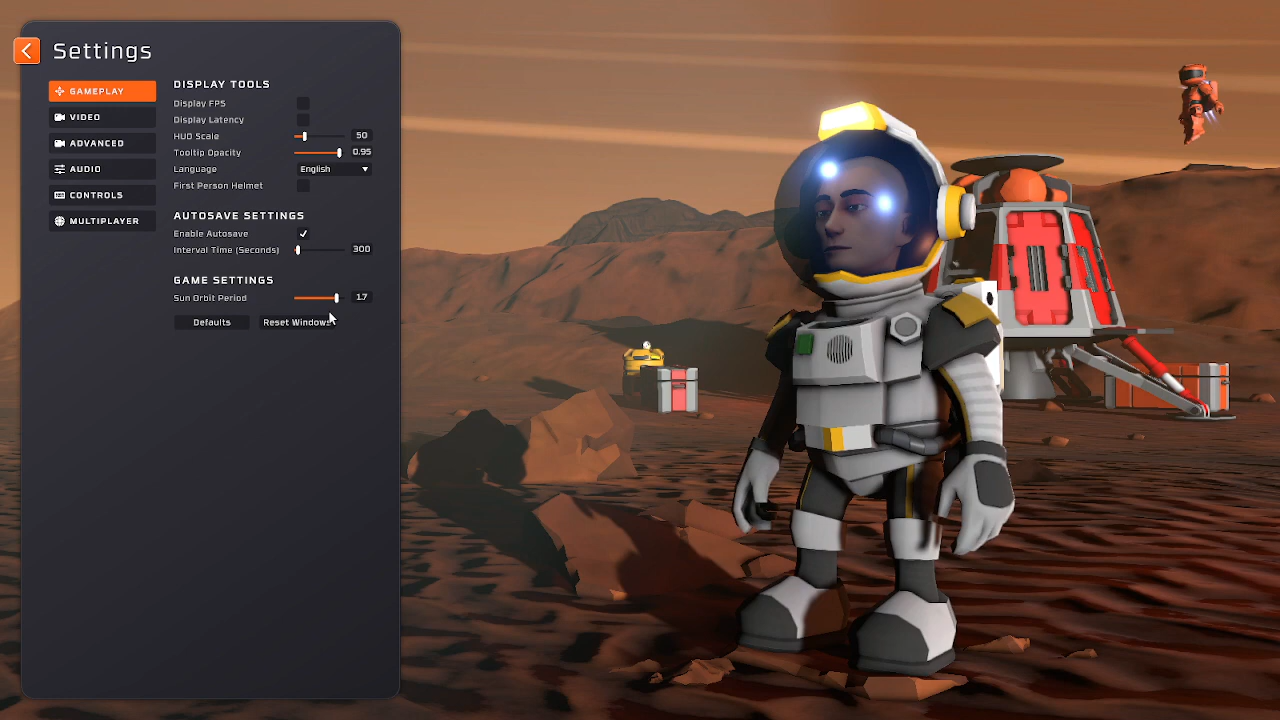 Settings
GAMEPLAY
VIDEO
ADVANCED
AUDIO
CONTROLS
MULTIPLAYER
DISPLAY TOOLS
Display FPS
Display Latency
HUD Scale 50
Tooltip Opacity 0.95
Language English
First Person Helmet
AUTOSAVE SETTINGS
Enable Autosave
Interval Time (Seconds) 300
GAME SETTINGS
Sun Orbit Period 1.7
Defaults Reset Windows